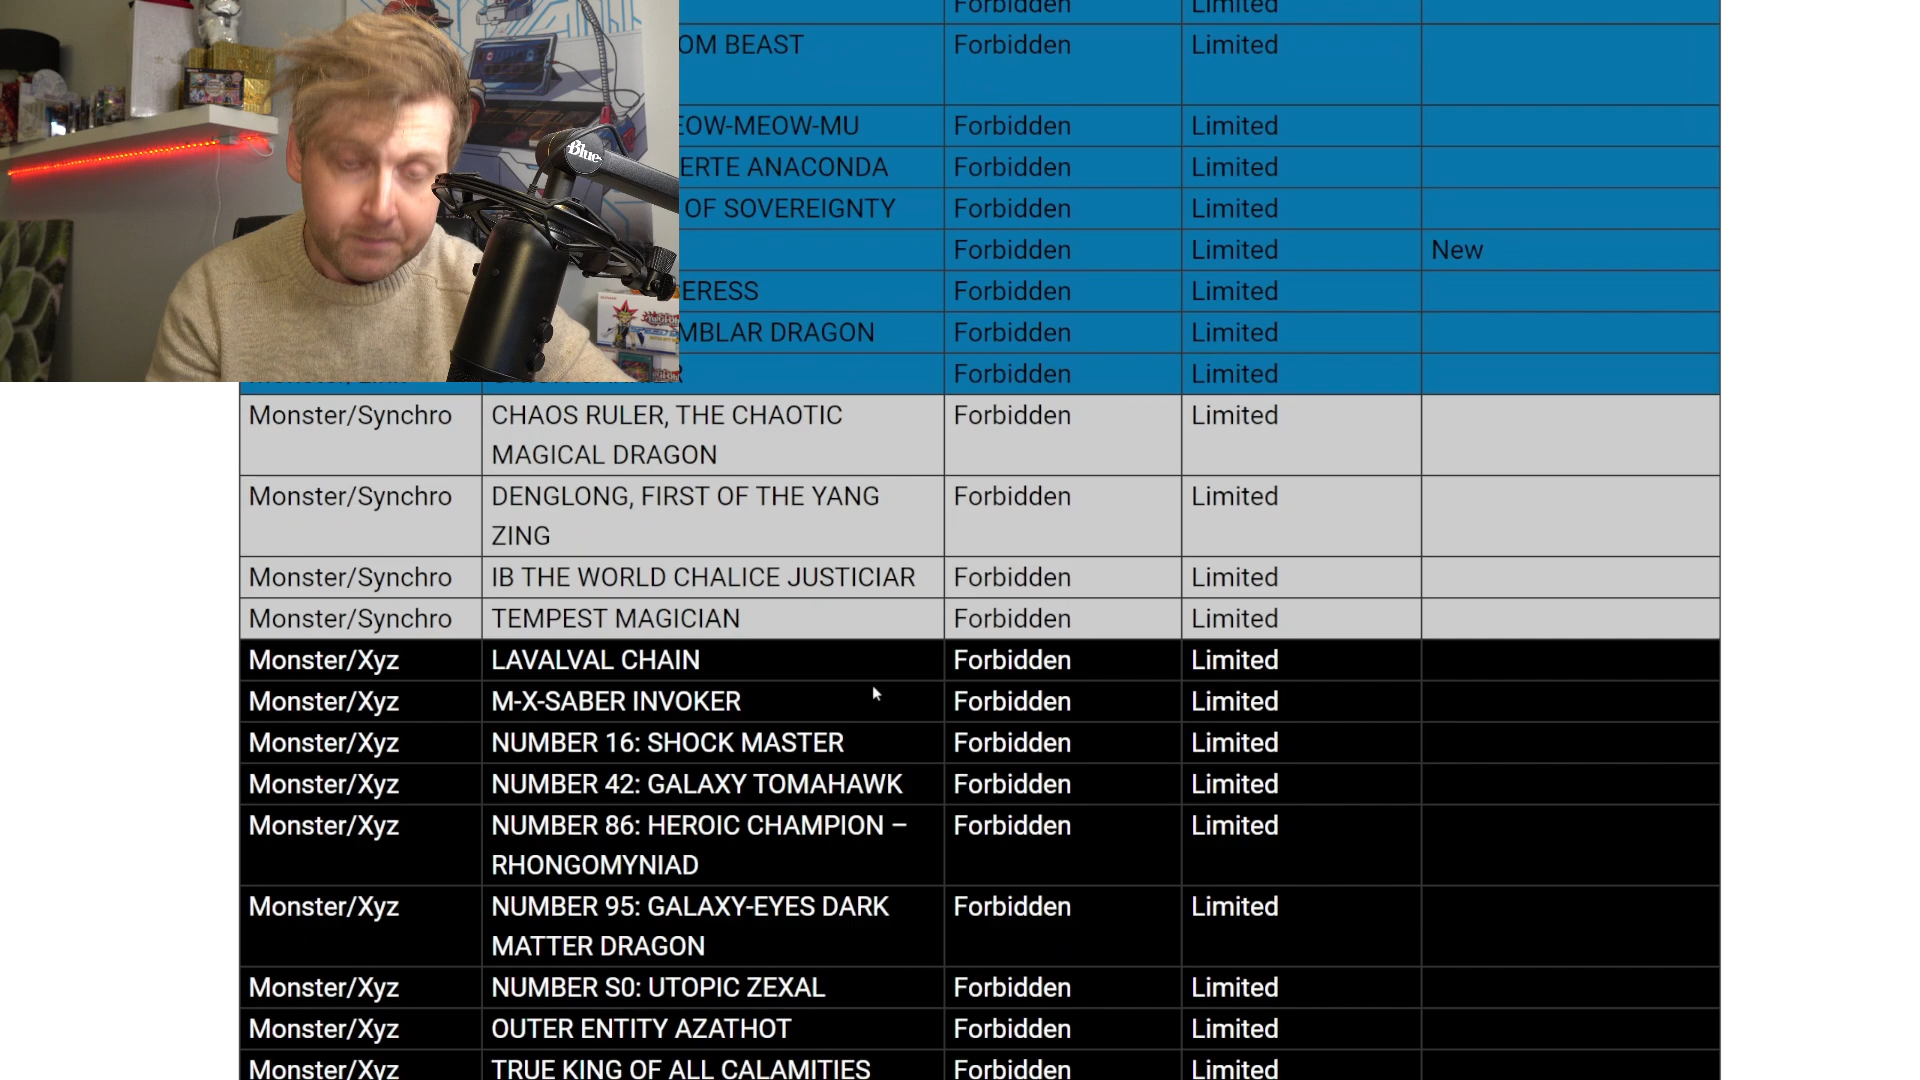 Forbidden Limited
OM BEAST Forbidden Limited
EOW-MEOW-MU Forbidden Limited
ERTE ANACONDA Forbidden Limited
OF SOVEREIGNTY Forbidden Limited
Forbidden Limited New
ERESS Forbidden Limited
MBLAR DRAGON Forbidden Limited
Forbidden Limited
Blue
Monster/Synchro CHAOS RULER, THE CHAOTIC Forbidden Limited
MAGICAL DRAGON
Monster/Synchro DENGLONG, FIRST OF THE YANG Forbidden Limited
ZING
Monster/Synchro IB THE WORLD CHALICE JUSTICIAR Forbidden Limited
Monster/Synchro TEMPEST MAGICIAN Forbidden Limited
Monster/Xyz LAVALVAL CHAIN Forbidden Limited
Monster/Xyz M-X-SABER INVOKER Forbidden Limited
Monster/Xyz NUMBER 16: SHOCK MASTER Forbidden Limited
Monster/Xyz NUMBER 42: GALAXY TOMAHAWK Forbidden Limited
Monster/Xyz NUMBER 86: HEROIC CHAMPION – Forbidden Limited
RHONGOMYNIAD
Monster/Xyz NUMBER 95: GALAXY-EYES DARK Forbidden Limited
MATTER DRAGON
Monster/Xyz NUMBER S0: UTOPIC ZEXAL Forbidden Limited
Monster/Xyz OUTER ENTITY AZATHOT Forbidden Limited
Monster/Xyz TRUE KING OF ALL CALAMITIES Forbidden Limited